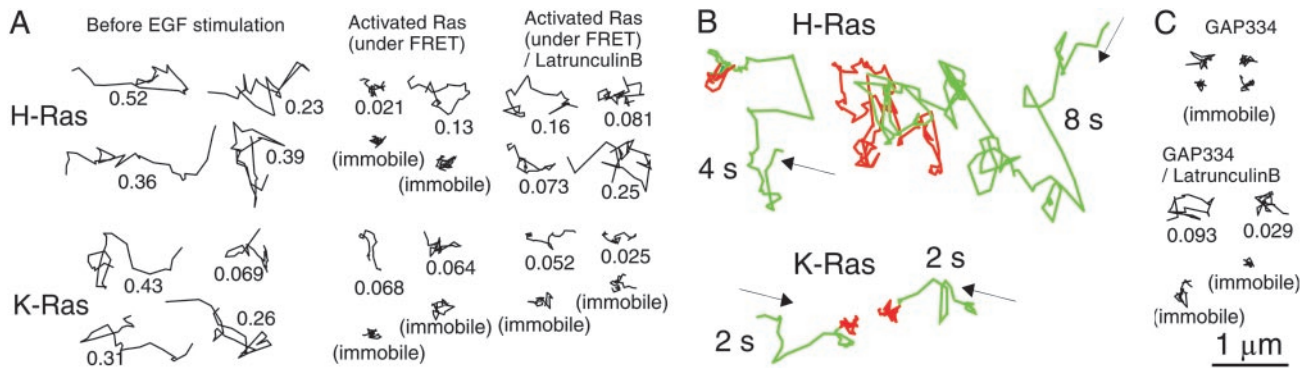 A
Before EGF stimulation
Activated Ras
(under FRET)
Activated Ras
(under FRET)
/ LatrunculinB
H-Ras
0.52
0.23
0.36
0.39
0.021
0.13
(immobile)
(immobile)
0.16
0.081
0.073
0.25
K-Ras
0.43
0.069
0.31
0.26
0.068
0.064
(immobile)
(immobile)
0.052
0.025
(immobile)
(immobile)
B
H-Ras
4 s
8 s
K-Ras
2 s
2 s
C
GAP334
(immobile)
GAP334
/ LatrunculinB
0.093
0.029
(immobile)
(immobile)
1 μm